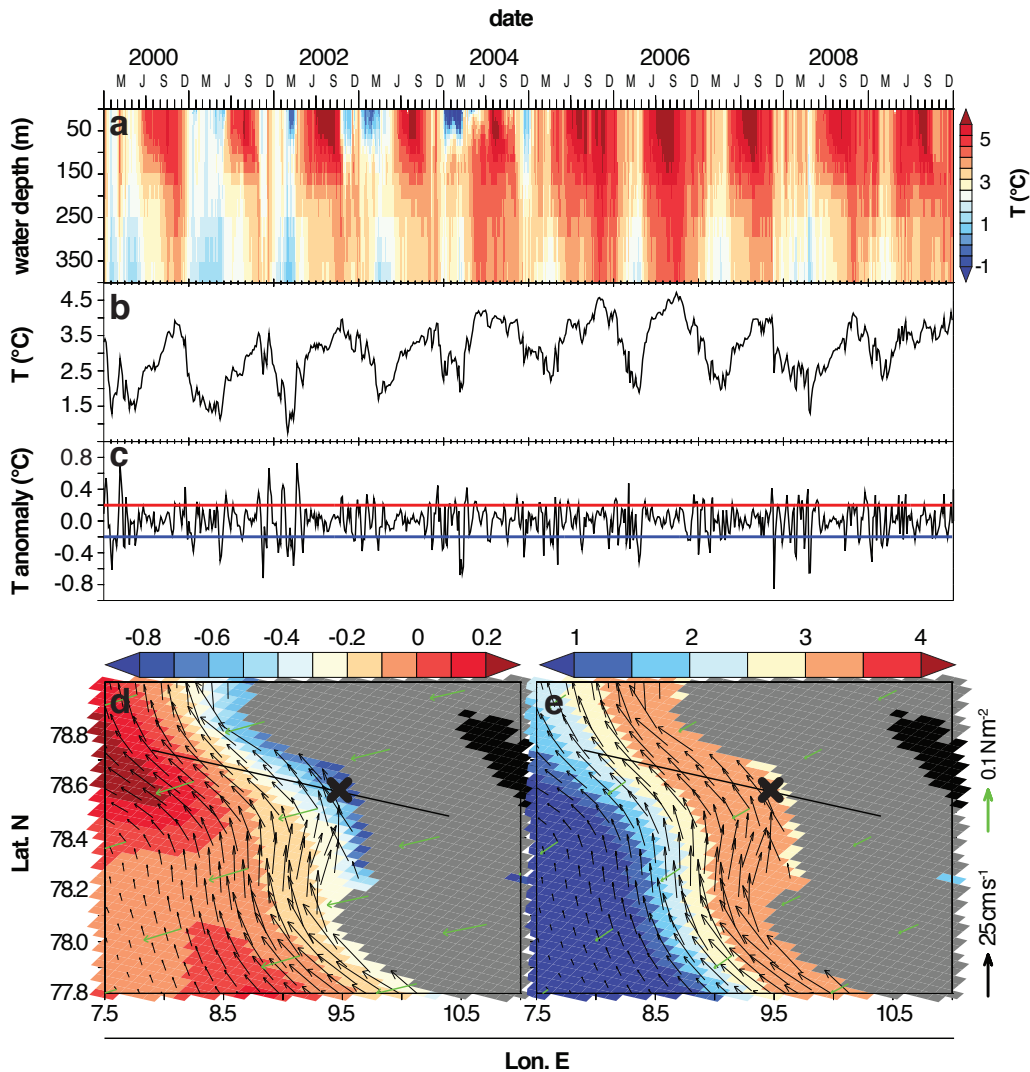 date
2000 2002 2004 2006 2008
M J S D M J S D M J S D M J S D M J S D M J S D M J S D M J S D M J S D M J S D
a
50
150
250
350
water depth (m)
5
3
1
-1
T (°C)
b
4.5
3.5
2.5
1.5
T (°C)
c
0.8
0.4
0.0
-0.4
-0.8
T anomaly (°C)
-0.8 -0.6 -0.4 -0.2 0 0.2
1 2 3 4
d
e
78.8
78.6
78.4
78.2
78.0
77.8
Lat. N
0.1 N m-2
25 cm s-1
7.5 8.5 9.5 10.5 7.5 8.5 9.5 10.5
Lon. E